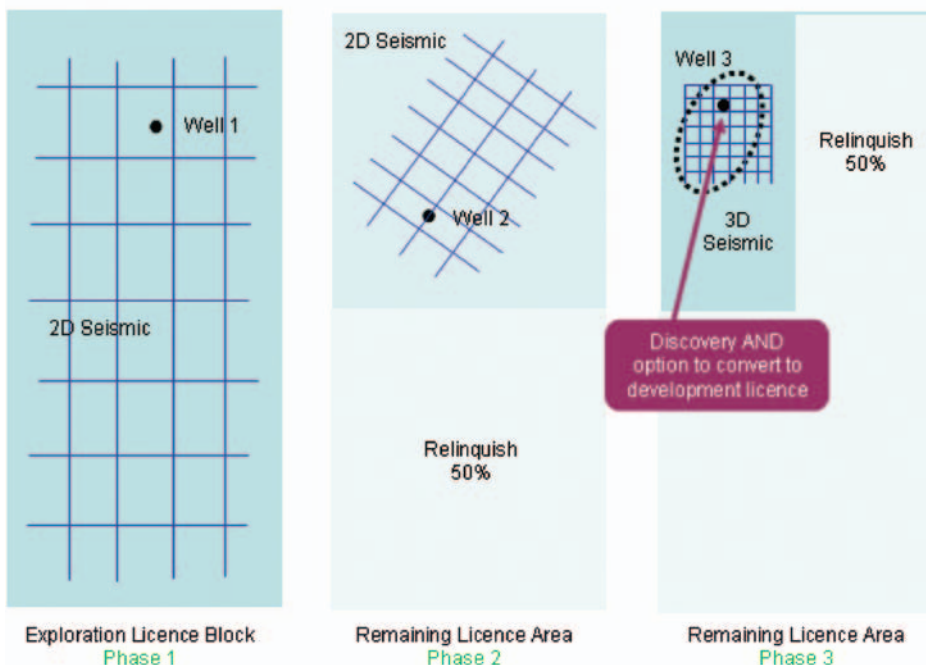 Well 1
2D Seismic
Exploration Licence Block
Phase 1
2D Seismic
Well 2
Relinquish
50%
Remaining Licence Area
Phase 2
Well 3
Relinquish
50%
3D
Seismic
Discovery AND
option to convert to
development licence
Remaining Licence Area
Phase 3